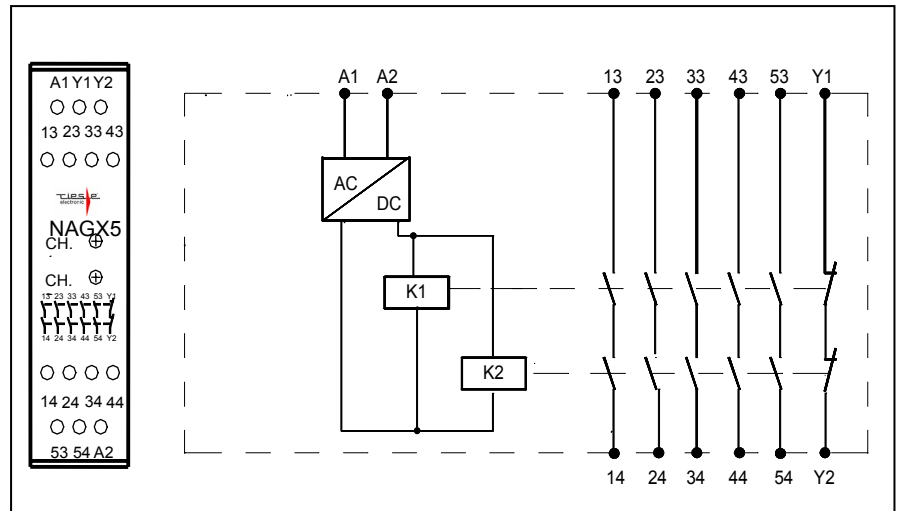 A1 Y1 Y2
13 23 33 43
riese
electronic
NAGX5
CH.
CH.
13 23 33 43 53 Y1
14 24 34 44 54 Y2
14 24 34 44
53 54 A2
A1 A2
13 23 33 43 53 Y1
AC
DC
K1
K2
14 24 34 44 54 Y2